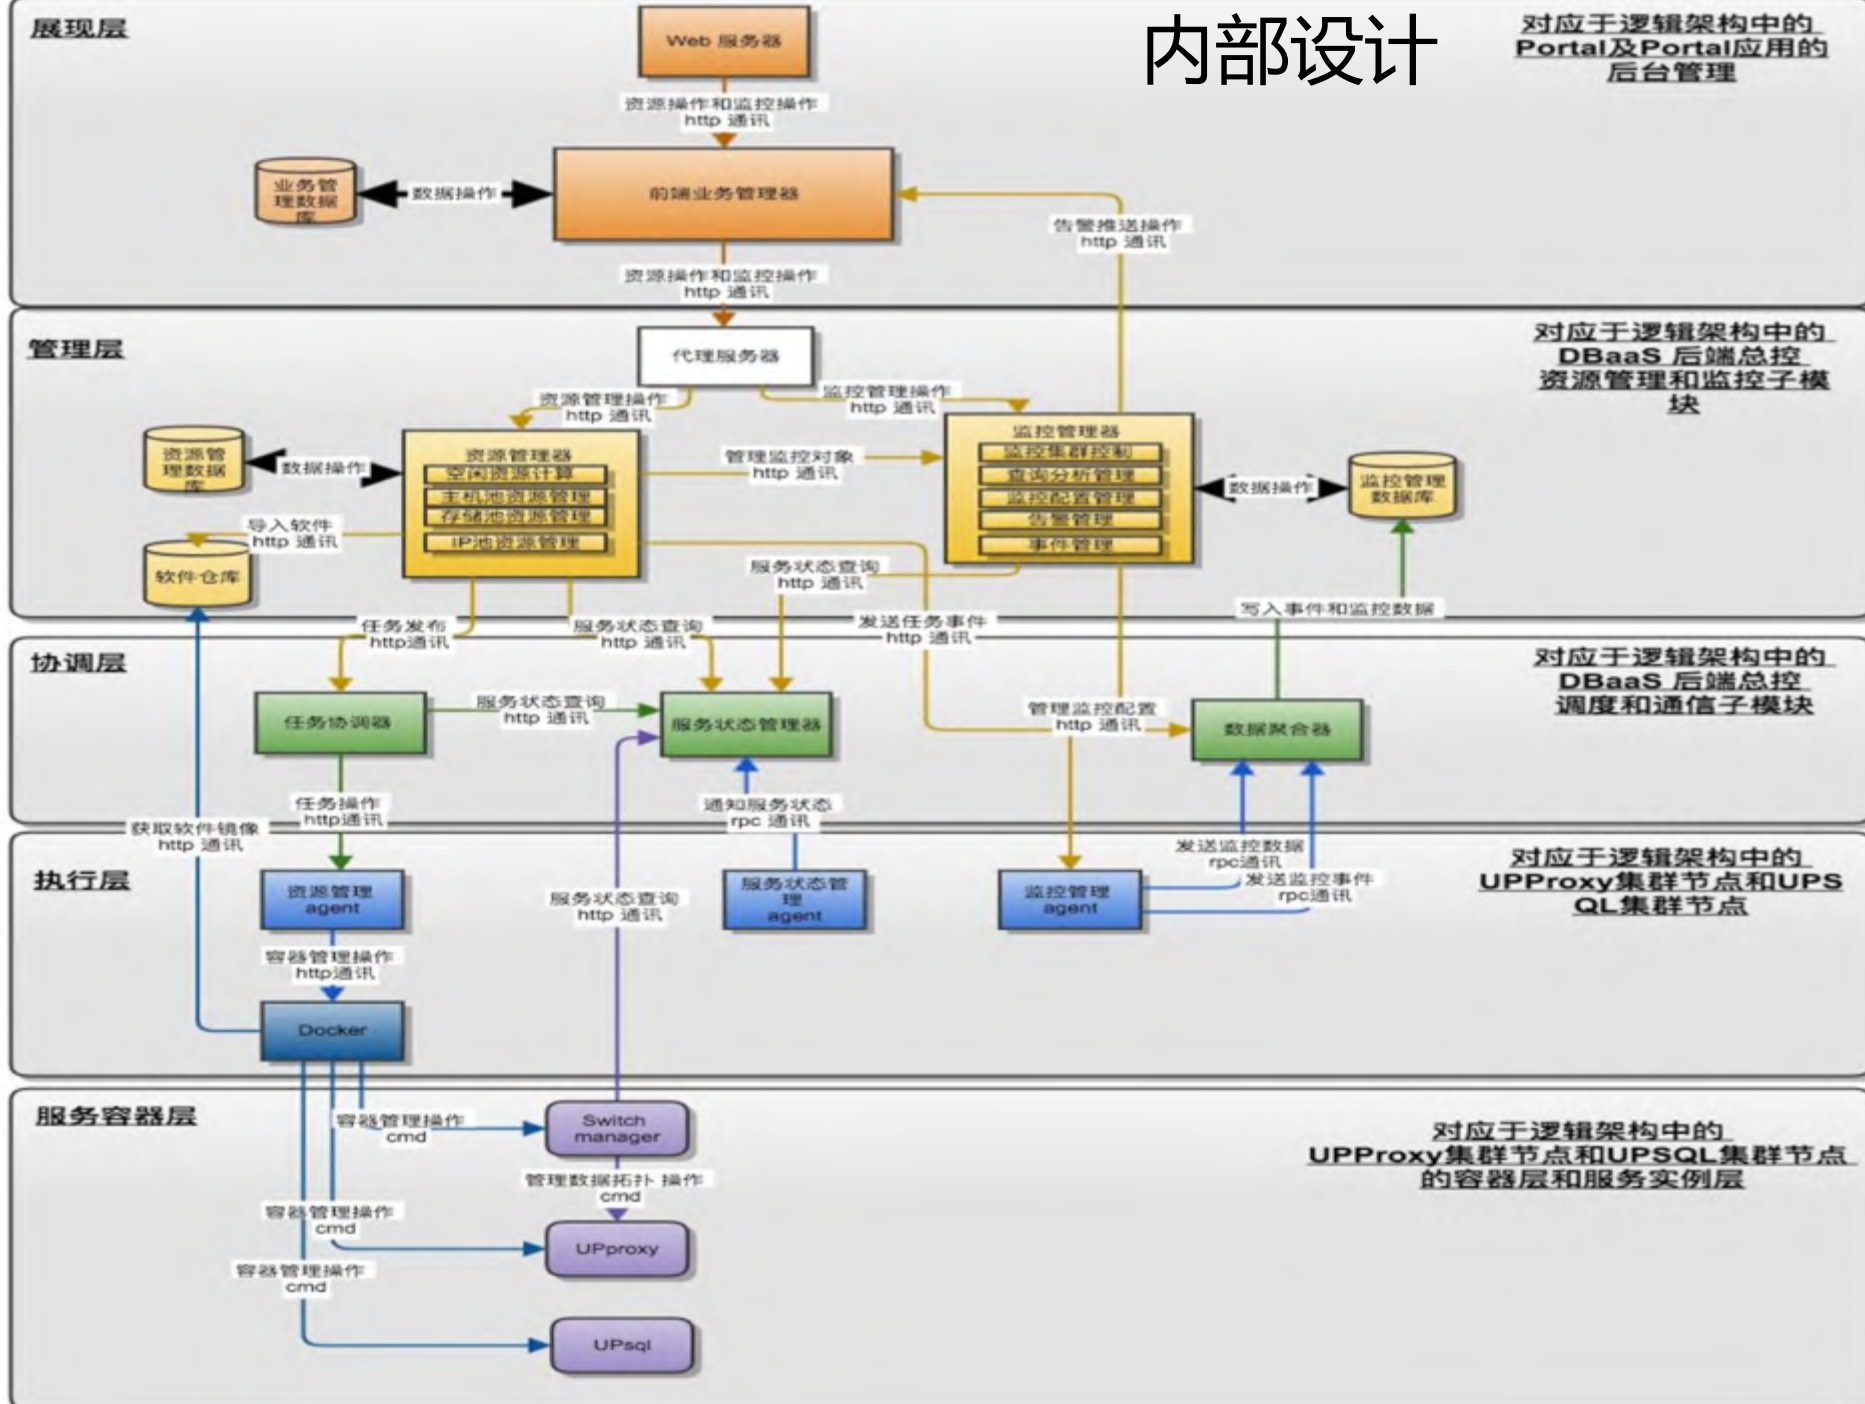 内部设计
展现层
对应于逻辑架构中的
Portal及Portal应用的
后台管理
Web 服务器
资源操作和监控操作
http 通讯
业务管
理数据
库
数据操作
前端业务管理器
告警推送操作
http 通讯
资源操作和监控操作
http 通讯
管理层
对应于逻辑架构中的
DBaaS 后端总控
资源管理和监控子模
块
代理服务器
资源管理操作
http 通讯
监控管理操作
http 通讯
资源管
理数据
库
数据操作
资源管理器
空闲资源计算
主机池资源管理
存储池资源管理
IP池资源管理
管理监控对象
http 通讯
监控管理器
监控集群控制
查询分析管理
监控配置管理
告警管理
事件管理
数据操作
监控管理
数据库
导入软件
http 通讯
软件仓库
服务状态查询
http 通讯
任务发布
http通讯
服务状态查询
http 通讯
发送任务事件
http 通讯
写入事件和监控数据
协调层
对应于逻辑架构中的
DBaaS 后端总控
调度和通信子模块
任务协调器
服务状态查询
http 通讯
服务状态管理器
管理监控配置
http 通讯
数据聚合器
任务操作
http通讯
通知服务状态
rpc 通讯
获取软件镜像
http 通讯
执行层
对应于逻辑架构中的
UPProxy集群节点和UPS
QL集群节点
资源管理
agent
服务状态查询
http 通讯
服务状态管
理
agent
监控管理
agent
发送监控数据
rpc通讯
发送监控事件
rpc通讯
容器管理操作
http通讯
Docker
服务容器层
对应于逻辑架构中的
UPProxy集群节点和UPSQL集群节点
的容器层和服务实例层
容器管理操作
cmd
Switch
manager
管理数据拓扑 操作
cmd
容器管理操作
cmd
UPproxy
容器管理操作
cmd
UPsql